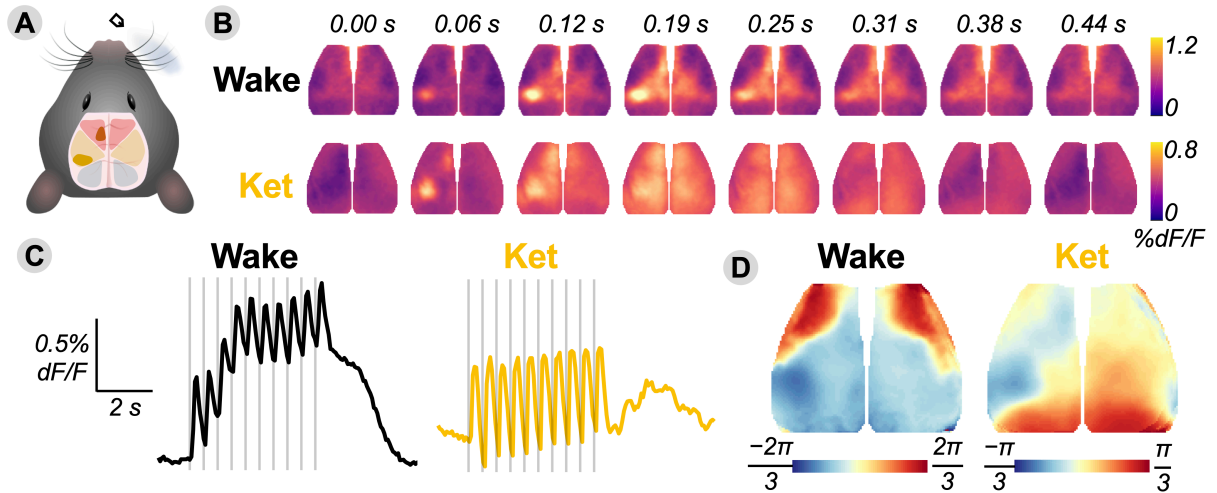 A
B
0.00 s 0.06 s 0.12 s 0.19 s 0.25 s 0.31 s 0.38 s 0.44 s
Wake
1.2
0
Ket
0.8
0
%dF/F
C
Wake
Ket
0.5%
dF/F
2 s
D
Wake
Ket
−2π/3
2π/3
−π/3
π/3